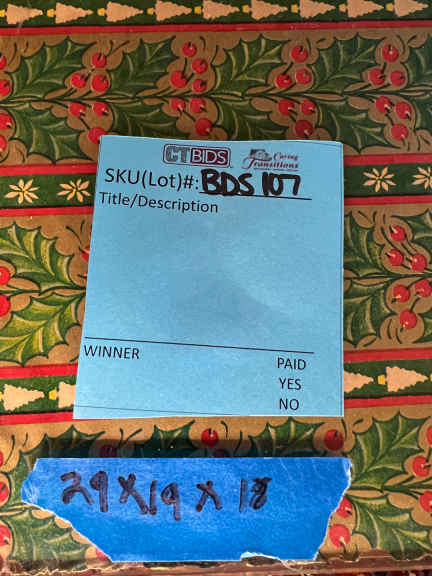 CTBIDS
Caring Transitions
SKU(Lot)#: BDS 107
Title/Description
WINNER PAID
YES
NO
29 x 19 x 18